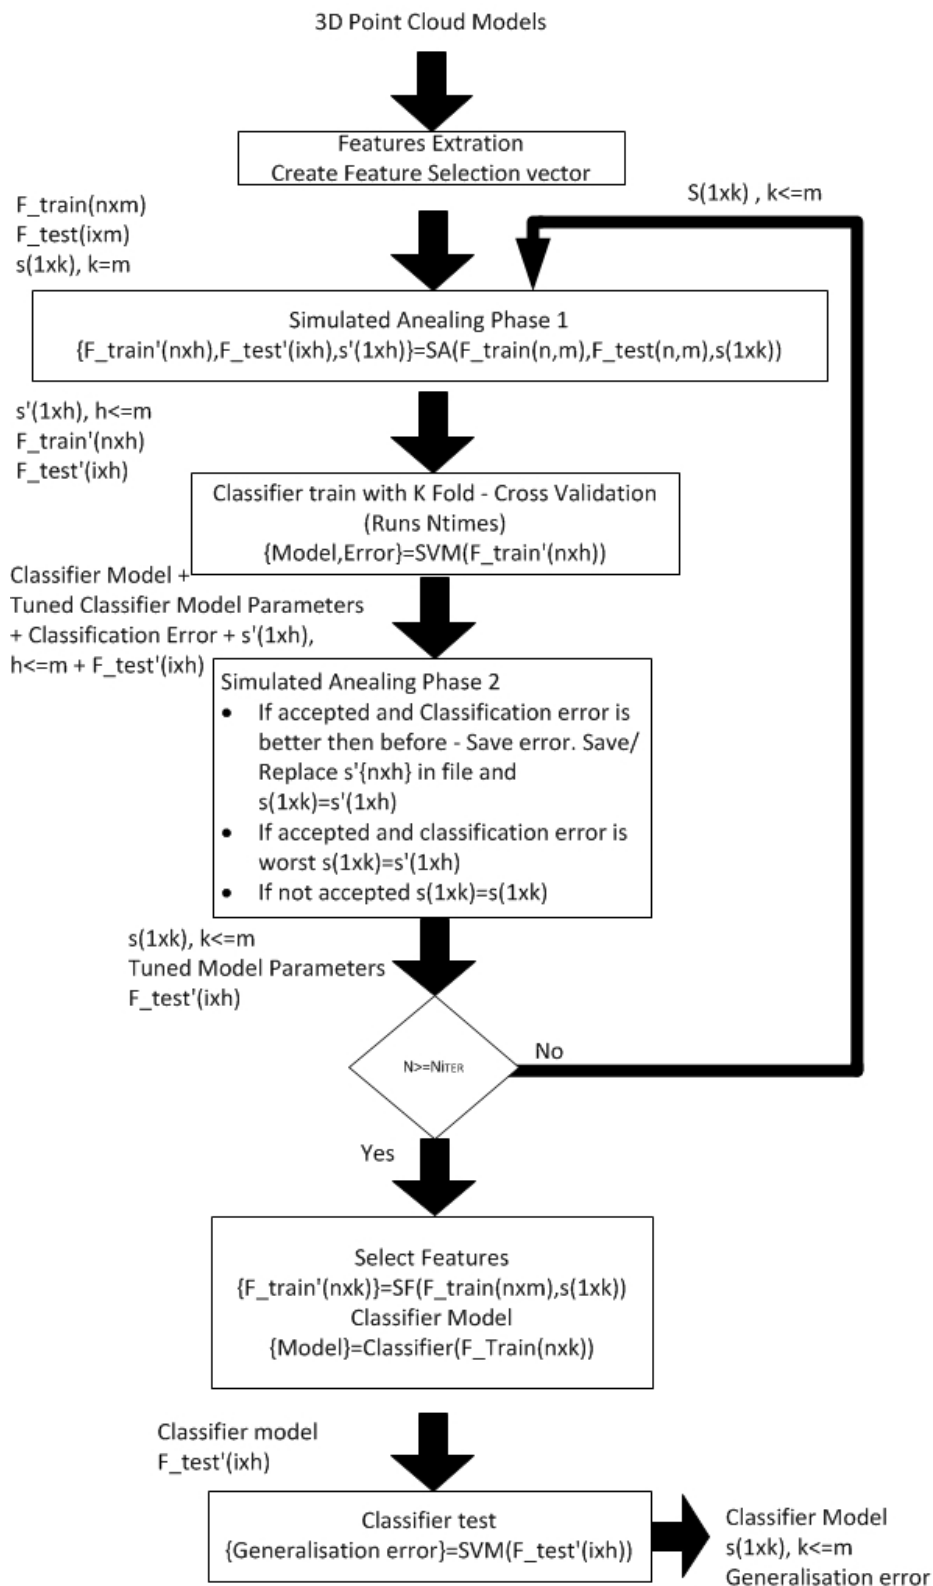 3D Point Cloud Models
Features Extration
Create Feature Selection vector
F_train(nxm)
F_test(ixm)
s(1xk), k=m
S(1xk) , k<=m
Simulated Anealing Phase 1
{F_train'(nxh),F_test'(ixh),s'(1xh)}=SA(F_train(n,m),F_test(n,m),s(1xk))
s'(1xh), h<=m
F_train'(nxh)
F_test'(ixh)
Classifier train with K Fold - Cross Validation
(Runs Ntimes)
{Model,Error}=SVM(F_train'(nxh))
Classifier Model +
Tuned Classifier Model Parameters
+ Classification Error + s'(1xh),
h<=m + F_test'(ixh)
Simulated Anealing Phase 2
• If accepted and Classification error is
better then before - Save error. Save/
Replace s'{nxh} in file and
s(1xk)=s'(1xh)
• If accepted and classification error is
worst s(1xk)=s'(1xh)
• If not accepted s(1xk)=s(1xk)
s(1xk), k<=m
Tuned Model Parameters
F_test'(ixh)
N>=NITER
No
Yes
Select Features
{F_train'(nxk)}=SF(F_train(nxm),s(1xk))
Classifier Model
{Model}=Classifier(F_Train(nxk))
Classifier model
F_test'(ixh)
Classifier test
{Generalisation error}=SVM(F_test'(ixh))
Classifier Model
s(1xk), k<=m
Generalisation error